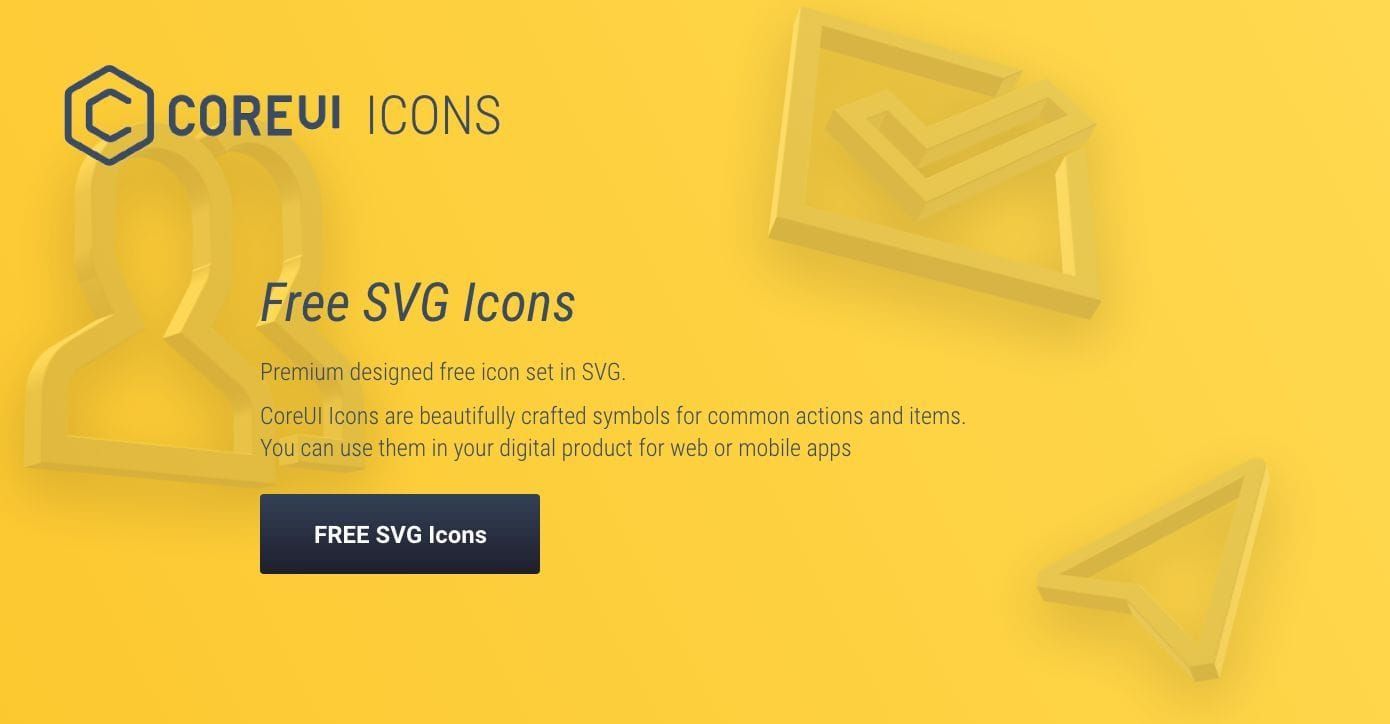 COREUI ICONS
Free SVG Icons
Premium designed free icon set in SVG.
CoreUI Icons are beautifully crafted symbols for common actions and items.
You can use them in your digital product for web or mobile apps
FREE SVG Icons